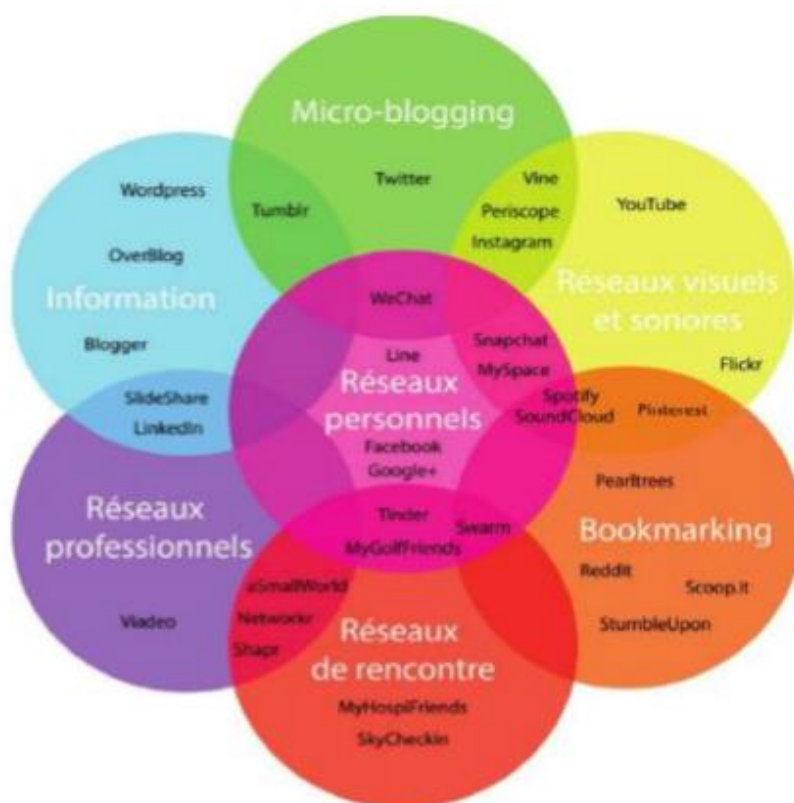 Micro-blogging
Twitter
Vine
Periscope
Instagram
Tumblr
Wordpress
OverBlog
Information
Blogger
SlideShare
LinkedIn
YouTube
Réseaux visuels
et sonores
Flickr
WeChat
Line
Snapchat
MySpace
Réseaux
personnels
Spotify
SoundCloud
Pinterest
Facebook
Google+
Pearltrees
Bookmarking
Reddit
Scoop.it
StumbleUpon
Tinder
Swarm
MyGolfFriends
Réseaux
professionnels
Viadeo
aSmallWorld
Networkr
Shapr
Réseaux
de rencontre
MyHospiFriends
SkyCheckin